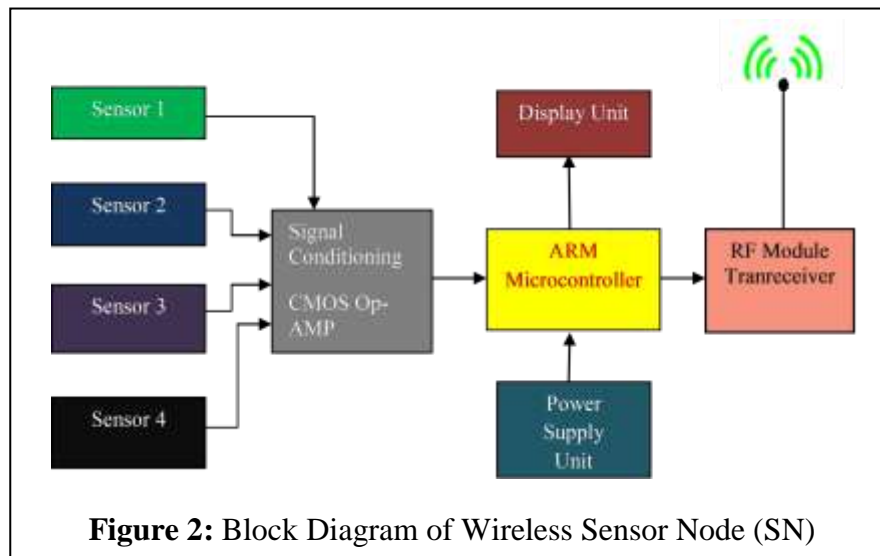 Sensor 1
Sensor 2
Sensor 3
Sensor 4
Signal
Conditioning
CMOS Op-
AMP
Display Unit
ARM
Microcontroller
Power
Supply
Unit
RF Module
Tranreceiver
Figure 2: Block Diagram of Wireless Sensor Node (SN)